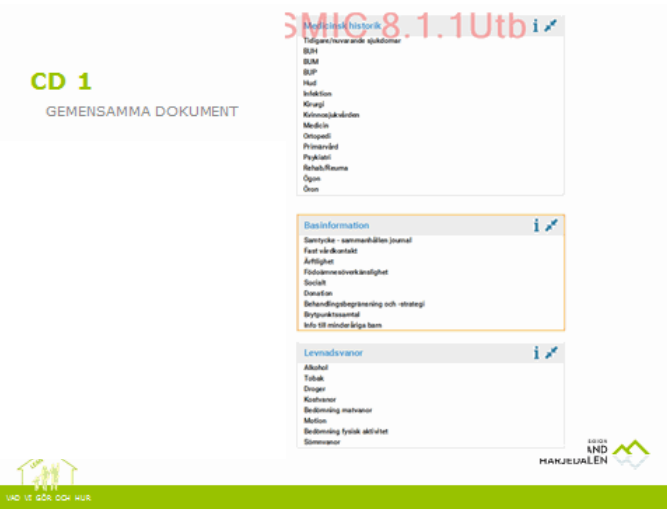 CD 1
GEMENSAMMA DOKUMENT
SMIC 8.1.1Utb
Medicinsk historik
Tidigare/nuvarande sjukdomar
BUH
BUM
BUP
Hud
Infektion
Kirurgi
Kvinnosjukvården
Medicin
Ortopedi
Primärvård
Psykiatri
Rehab/Reuma
Ögon
Öron
Basinformation
Samtycke - sammanhållen journal
Fast vårdkontakt
Ärftlighet
Födoämnesöverkänslighet
Socialt
Donation
Behandlingsbegränsning och -strategi
Brytpunktssamtal
Info till minderåriga barn
Levnadsvanor
Alkohol
Tobak
Droger
Kostvanor
Bedömning matvanor
Motion
Bedömning fysisk aktivitet
Sömnvanor
HÄRJEDALEN
VAD VI GÖR OCH HUR